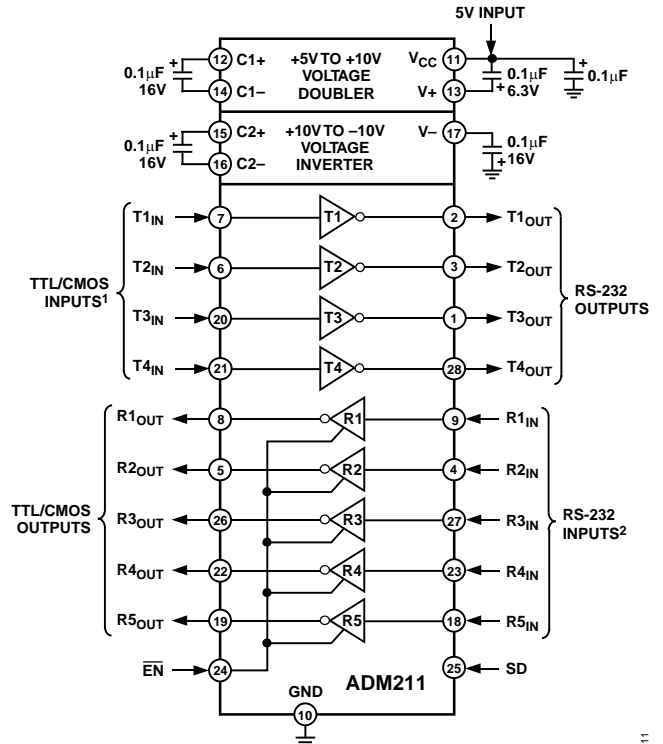 5V INPUT
0.1μF
16V
+
12 C1+
14 C1–
+5V TO +10V
VOLTAGE
DOUBLER
VCC 11
V+ 13
+
0.1μF
6.3V
+
0.1μF
0.1μF
16V
+
15 C2+
16 C2–
+10V TO –10V
VOLTAGE
INVERTER
V– 17
0.1μF
+
16V
TTL/CMOS
INPUTS1
T1IN 7 T1 2 T1OUT
T2IN 6 T2 3 T2OUT
T3IN 20 T3 1 T3OUT
T4IN 21 T4 28 T4OUT
RS-232
OUTPUTS
TTL/CMOS
OUTPUTS
R1OUT 8 R1 9 R1IN
R2OUT 5 R2 4 R2IN
R3OUT 26 R3 27 R3IN
R4OUT 22 R4 23 R4IN
R5OUT 19 R5 18 R5IN
RS-232
INPUTS2
EN 24
25 SD
ADM211
GND
10
11